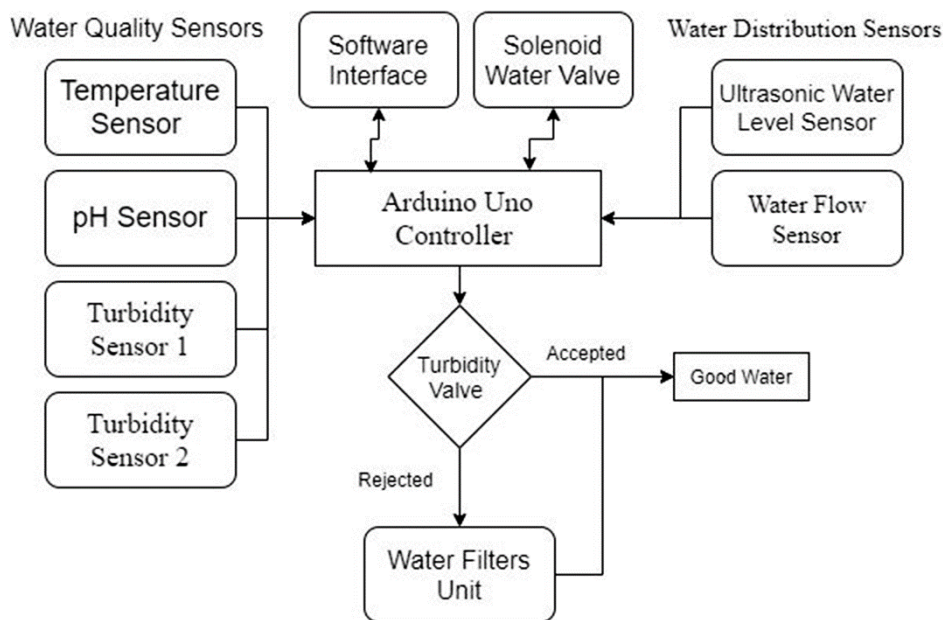 Water Quality Sensors
Temperature
Sensor
pH Sensor
Turbidity
Sensor 1
Turbidity
Sensor 2
Software
Interface
Solenoid
Water Valve
Water Distribution Sensors
Ultrasonic Water
Level Sensor
Water Flow
Sensor
Arduino Uno
Controller
Turbidity
Valve
Accepted
Good Water
Rejected
Water Filters
Unit